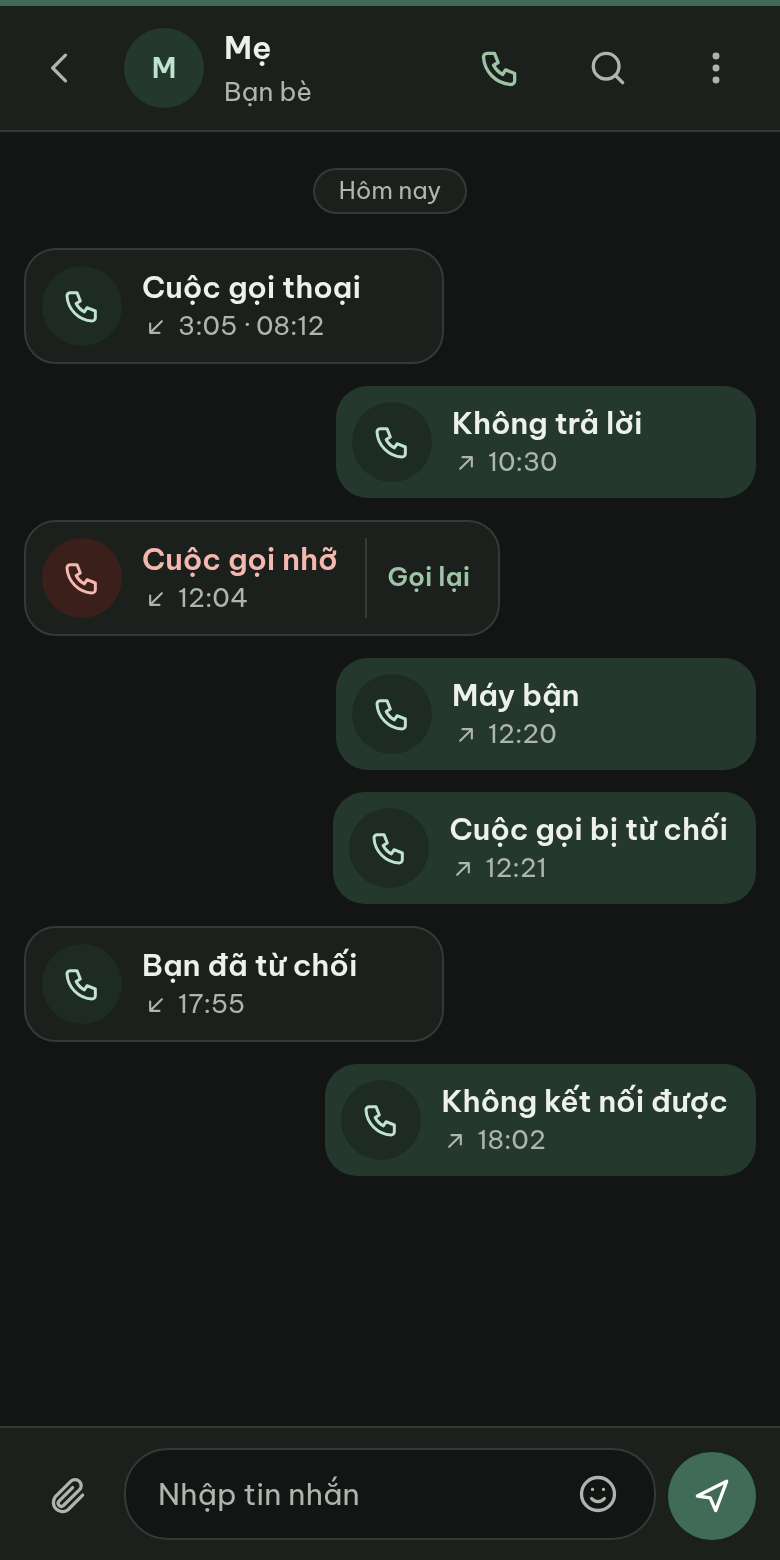 M
Mẹ
Bạn bè
Hôm nay
Cuộc gọi thoại
↙ 3:05 · 08:12
Không trả lời
↗ 10:30
Cuộc gọi nhỡ
↙ 12:04
Gọi lại
Máy bận
↗ 12:20
Cuộc gọi bị từ chối
↗ 12:21
Bạn đã từ chối
↙ 17:55
Không kết nối được
↗ 18:02
Nhập tin nhắn